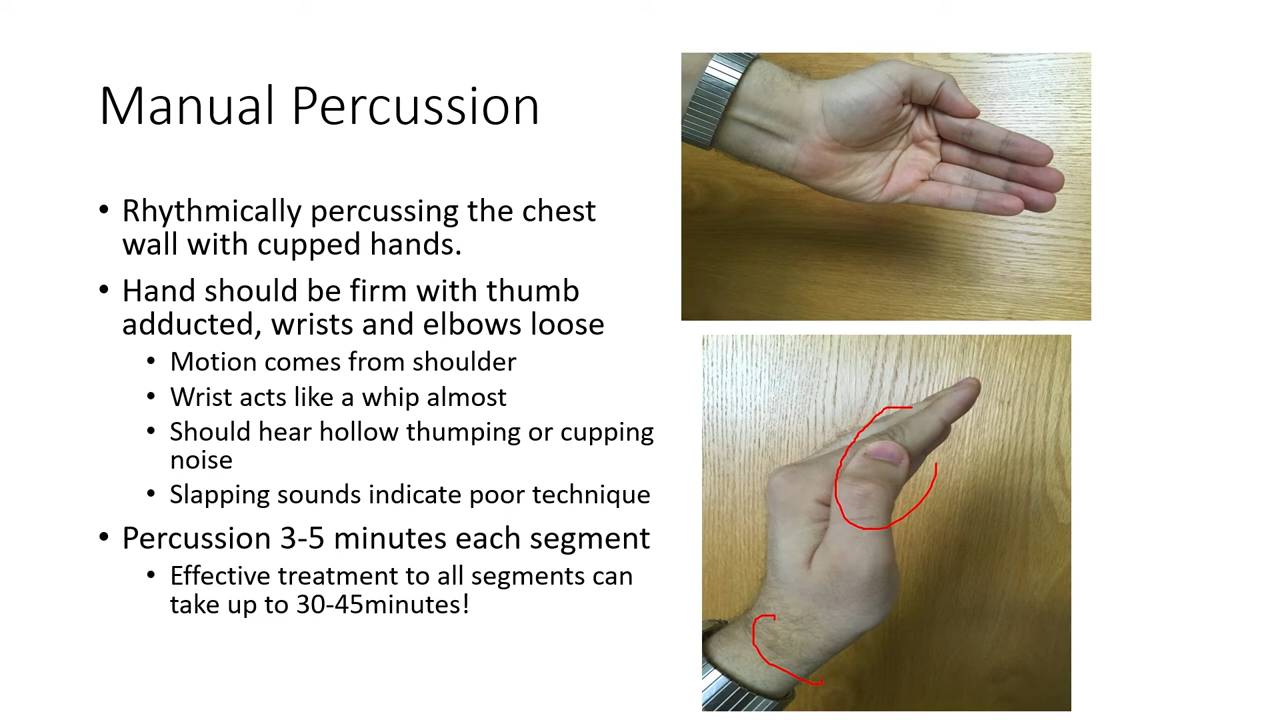 Manual Percussion
• Rhythmically percussing the chest
wall with cupped hands.
• Hand should be firm with thumb
adducted, wrists and elbows loose
• Motion comes from shoulder
• Wrist acts like a whip almost
• Should hear hollow thumping or cupping
noise
• Slapping sounds indicate poor technique
• Percussion 3-5 minutes each segment
• Effective treatment to all segments can
take up to 30-45minutes!